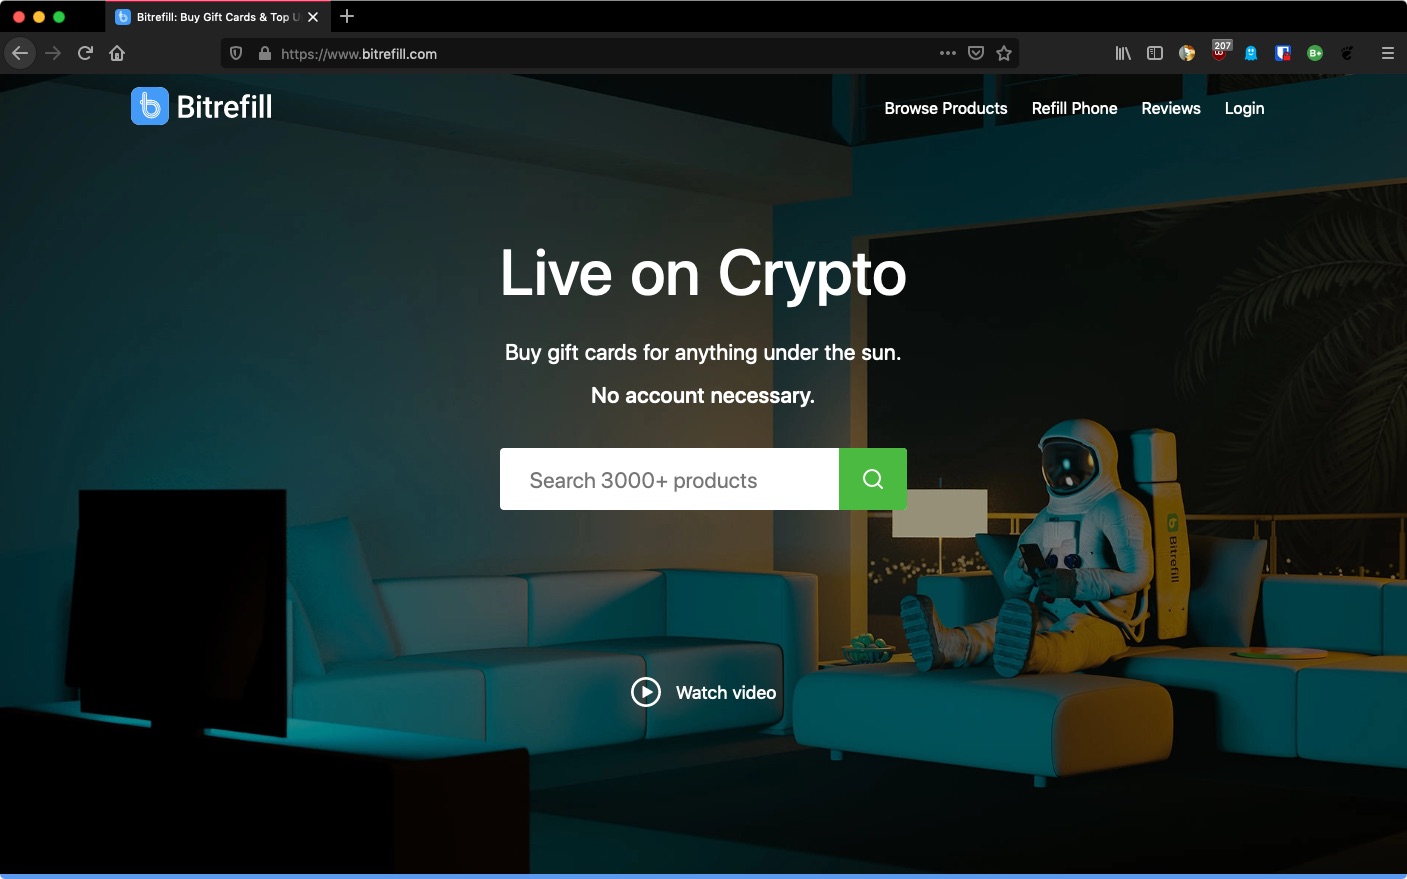 Bitrefill: Buy Gift Cards & Top U
https://www.bitrefill.com
207
B+
Bitrefill
Browse Products
Refill Phone
Reviews
Login
Live on Crypto
Buy gift cards for anything under the sun.
No account necessary.
Search 3000+ products
Bitrefill
Watch video